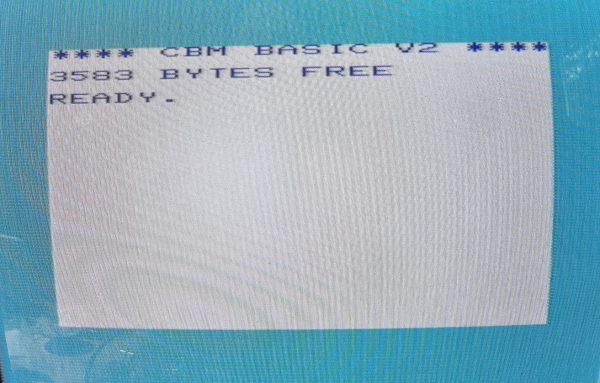 **** CBM BASIC V2 ****
3583 BYTES FREE
READY.